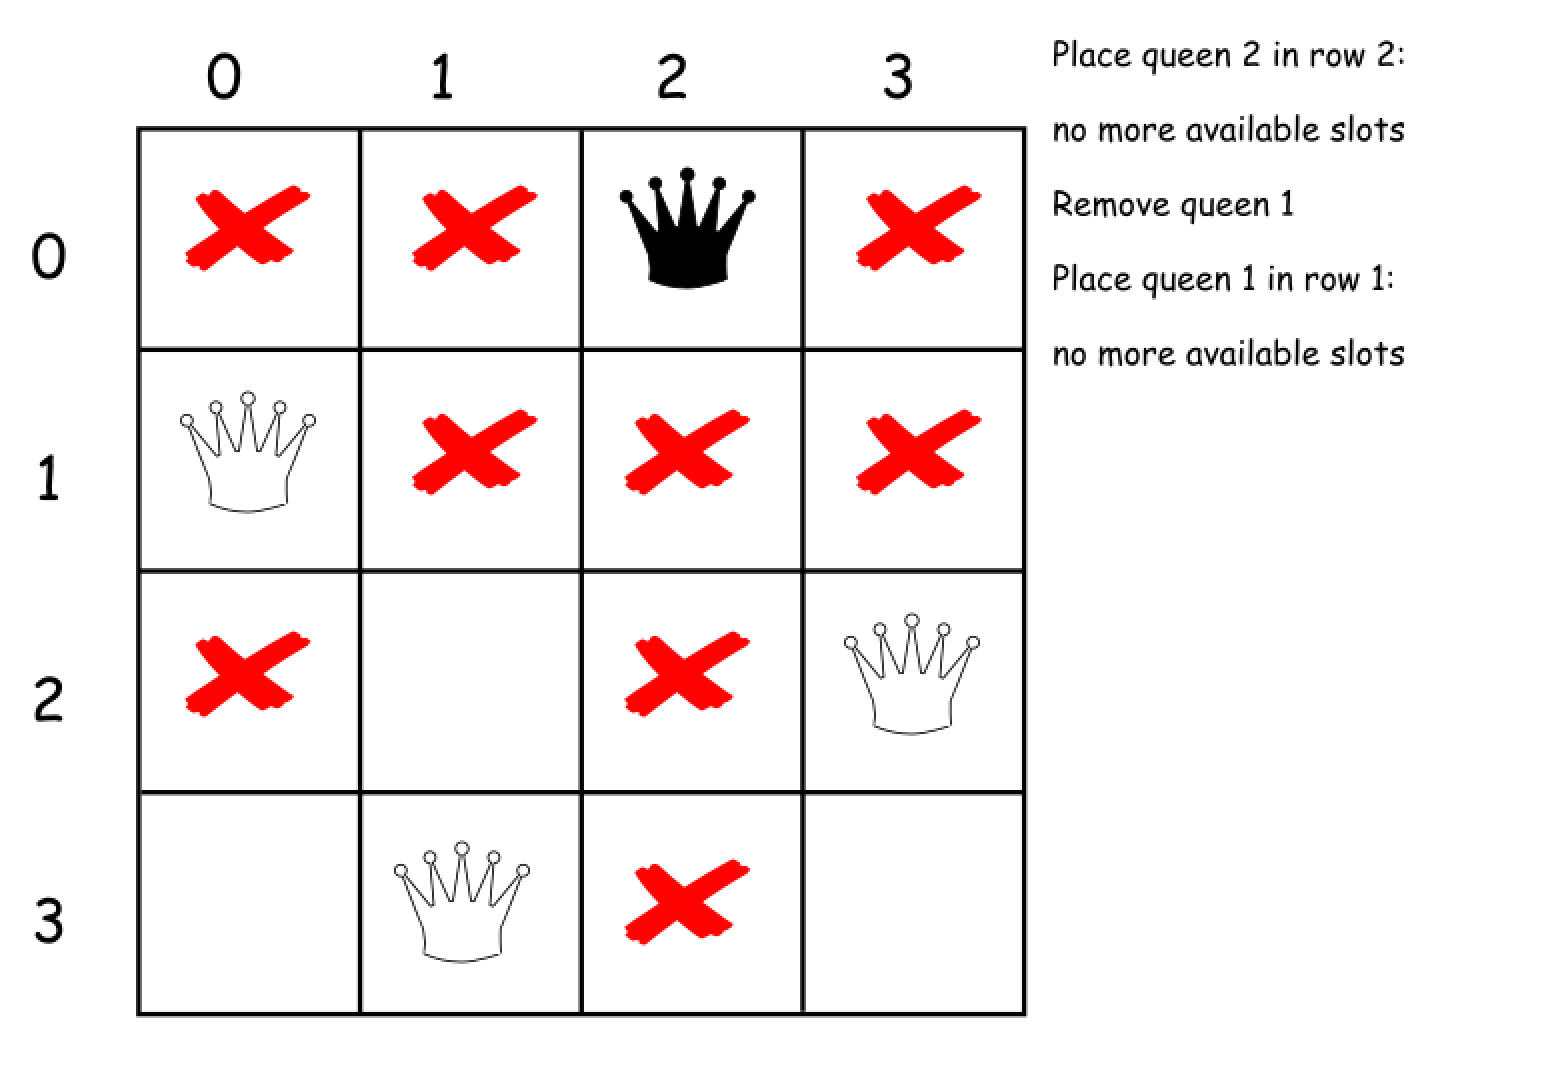 0 1 2 3
0
1
2
3
Place queen 2 in row 2:
no more available slots
Remove queen 1
Place queen 1 in row 1:
no more available slots